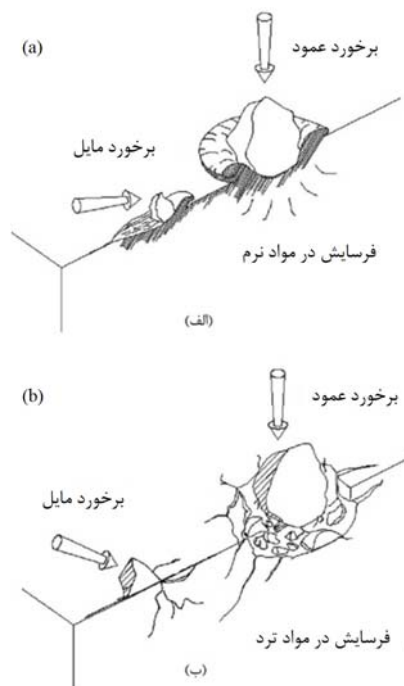 (a)
برخورد عمود
برخورد مایل
فرسایش در مواد نرم
(الف)
(b)
برخورد عمود
برخورد مایل
فرسایش در مواد ترد
(ب)